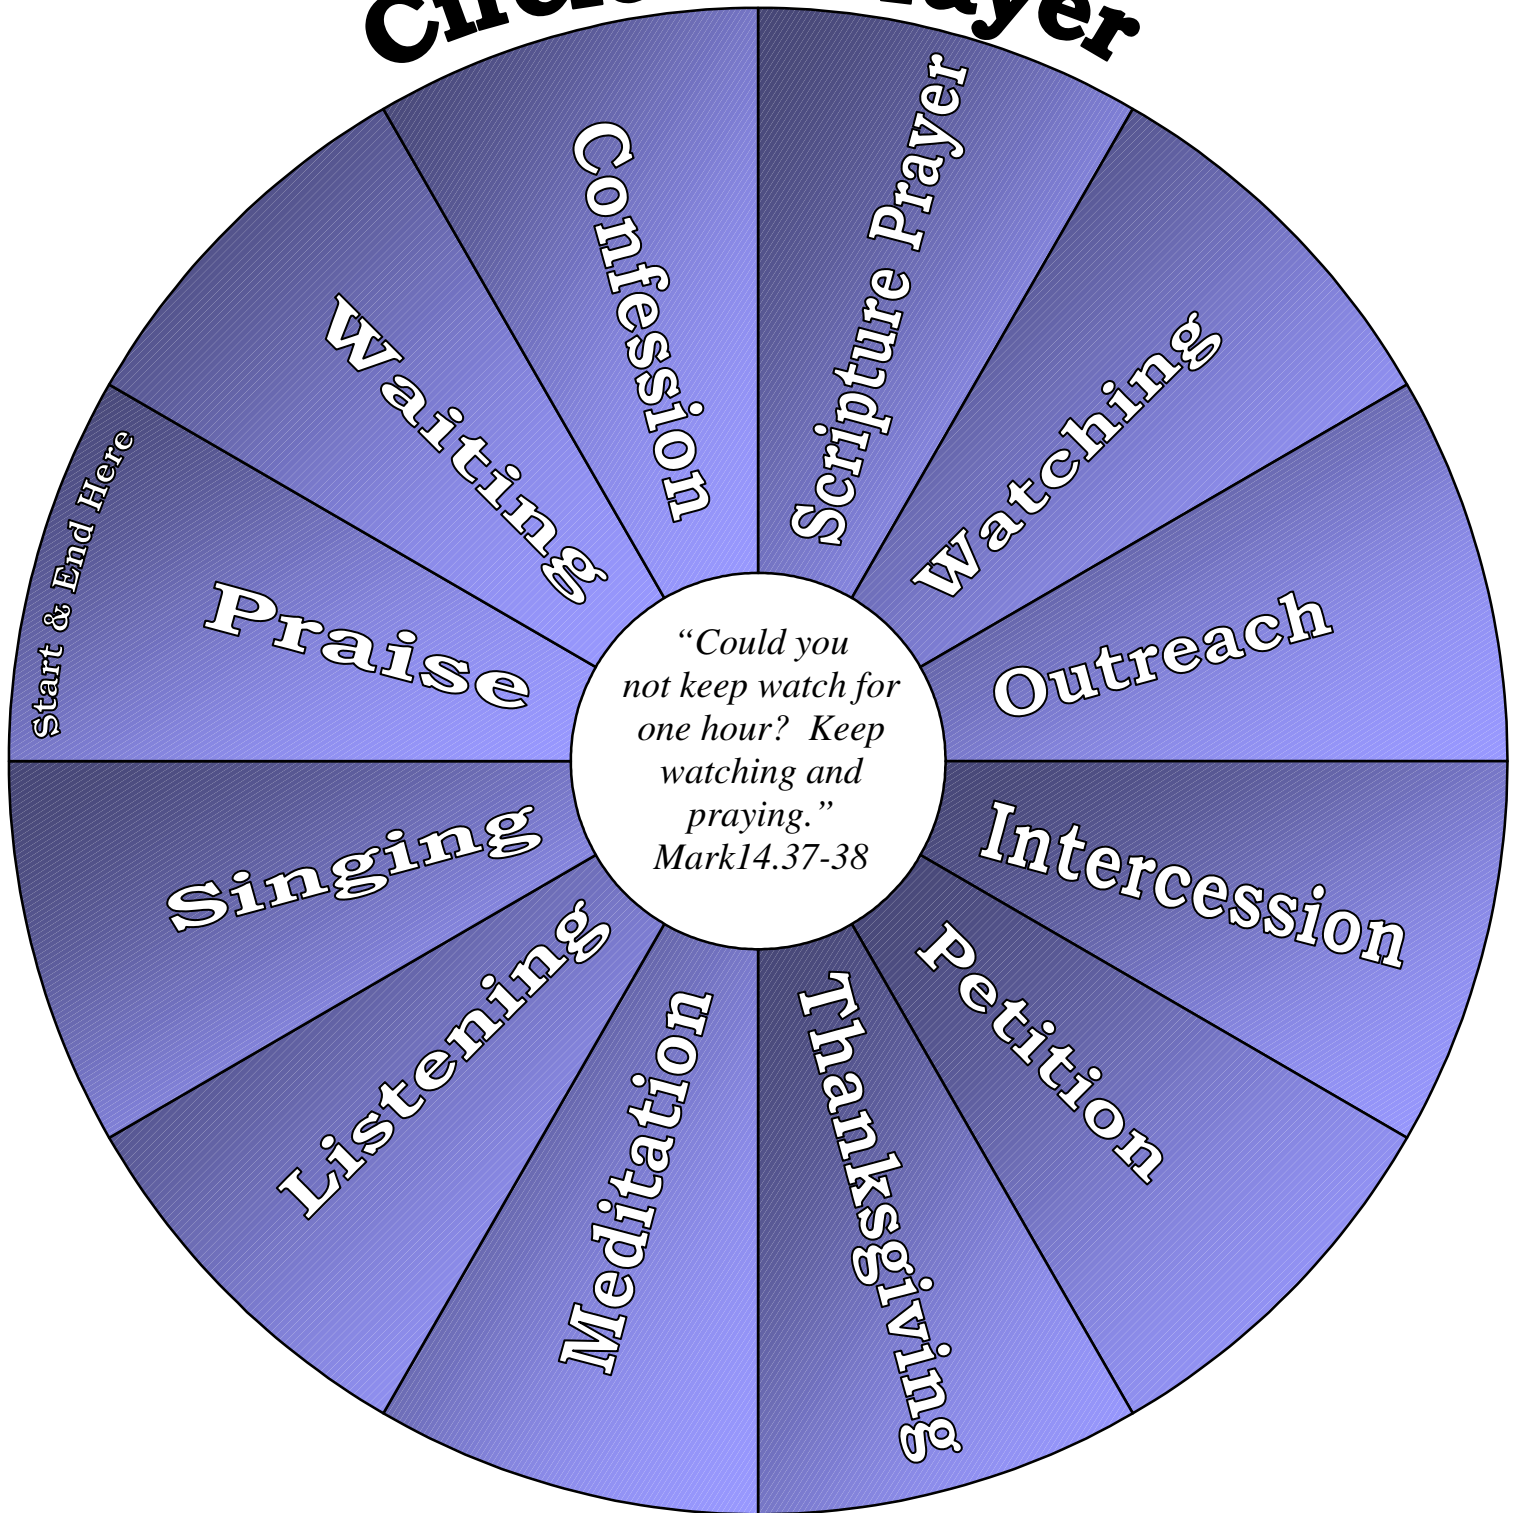 Start & End Here
Praise
Waiting
Confession
Scripture Prayer
Watching
Outreach
Intercession
Petition
Thanksgiving
Meditation
Listening
Singing
“Could you
not keep watch for
one hour?  Keep
watching and
praying.”
Mark14.37-38